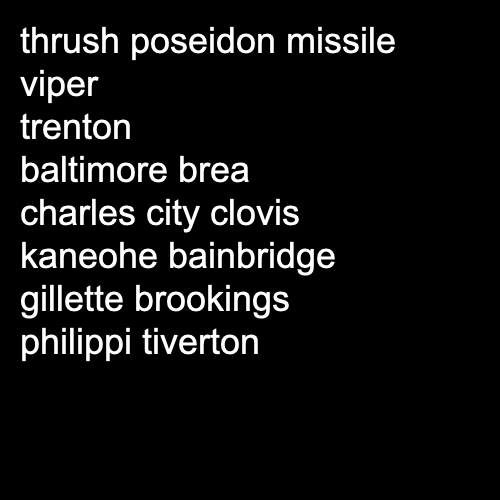 thrush poseidon missile
viper
trenton
baltimore brea
charles city clovis
kaneohe bainbridge
gillette brookings
philippi tiverton